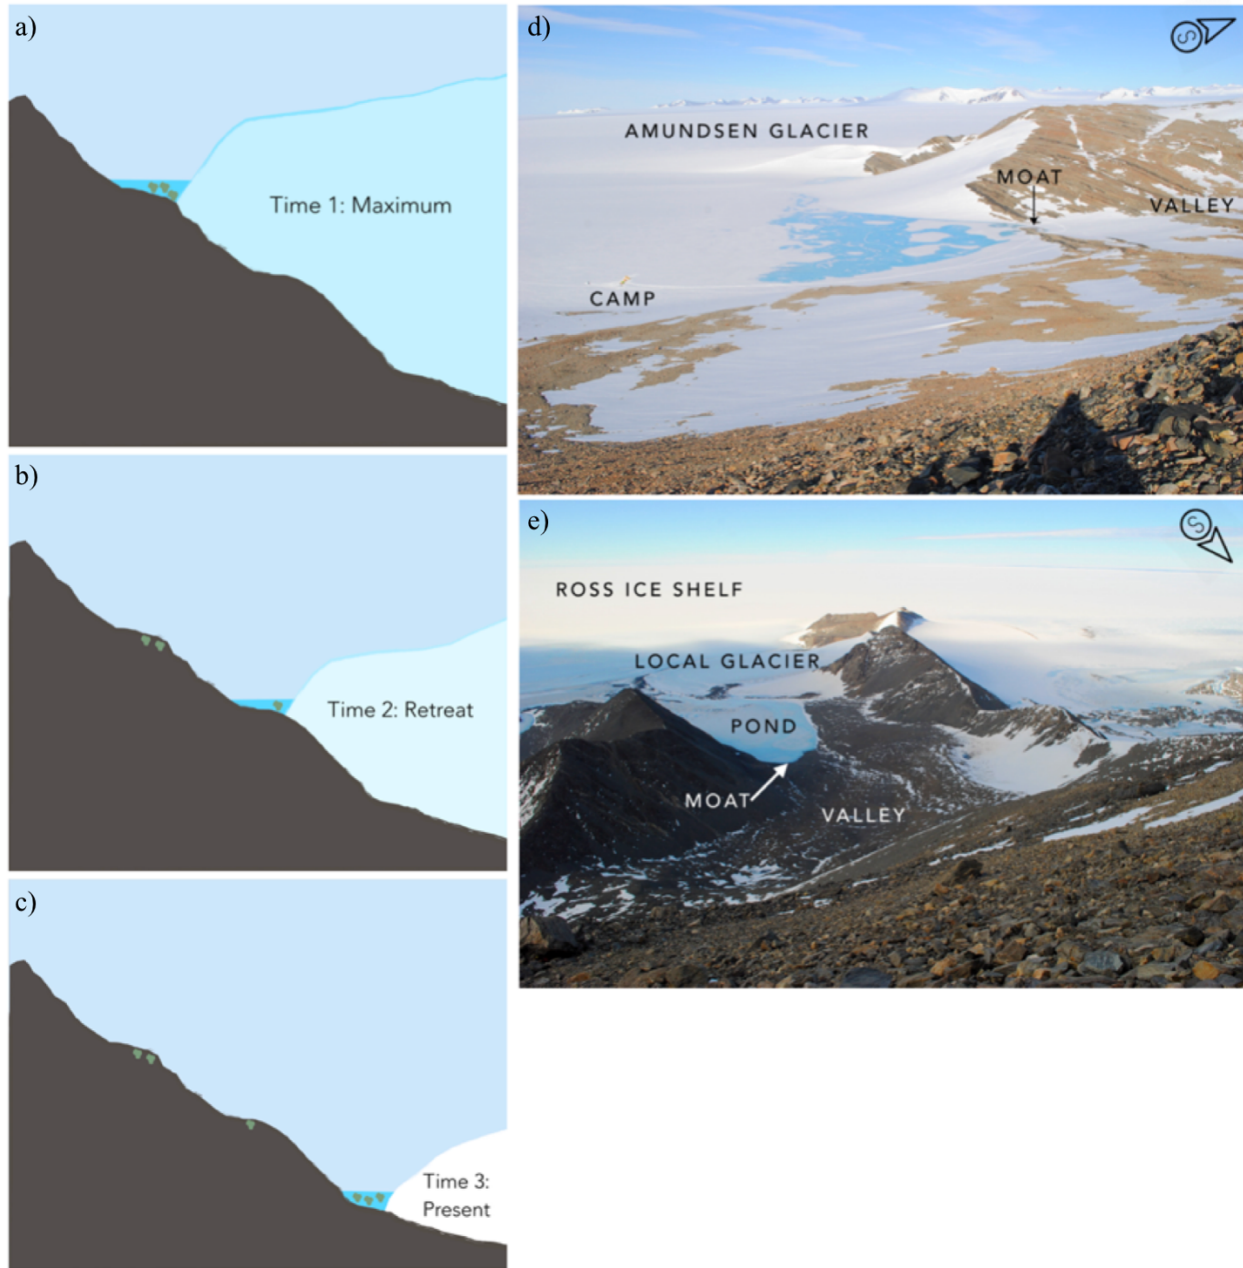 a)
Time 1: Maximum
b)
Time 2: Retreat
c)
Time 3:
Present
d)
S
AMUNDSEN GLACIER
MOAT
VALLEY
CAMP
e)
S
ROSS ICE SHELF
LOCAL GLACIER
POND
MOAT
VALLEY